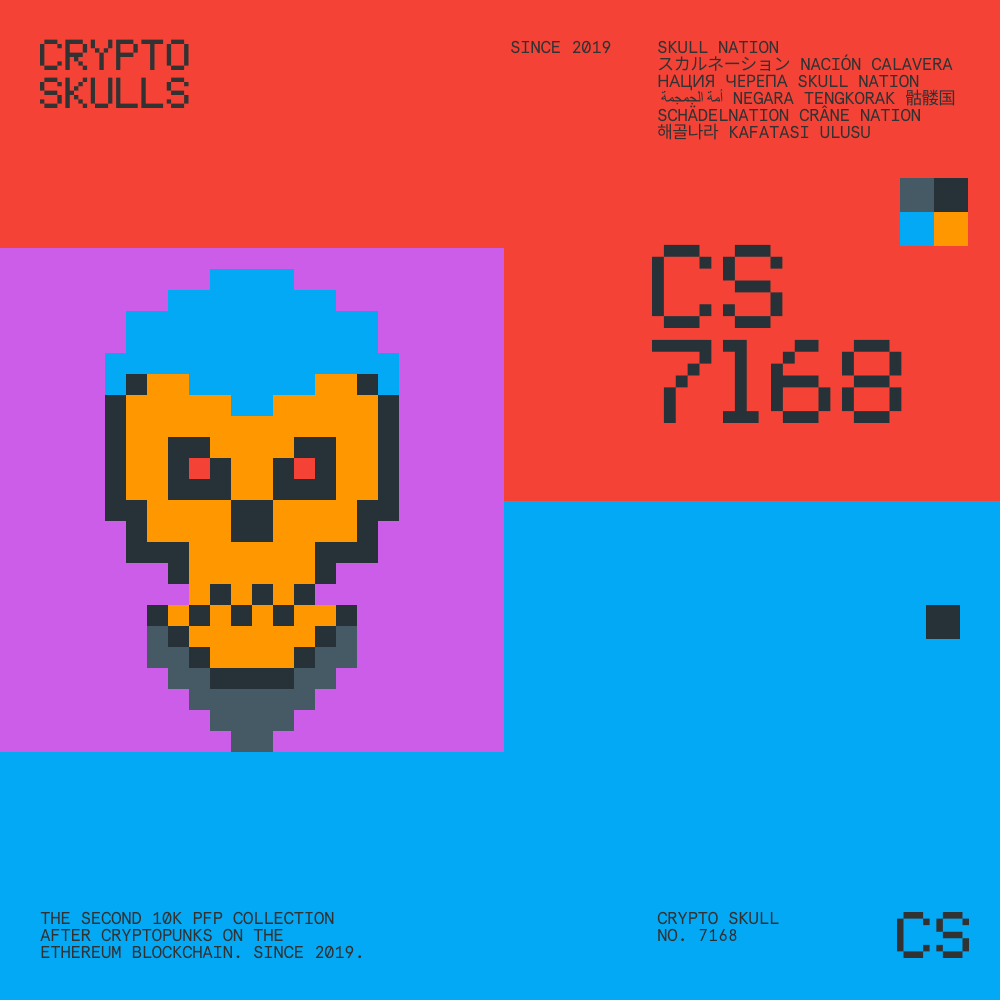 CRYPTO
SKULLS
SINCE 2019
SKULL NATION
スカルネーション NACIÓN CALAVERA
НАЦИЯ ЧЕРЕПА SKULL NATION
أمة الجمجمة NEGARA TENGKORAK 骷髅国
SCHÄDELNATION CRÂNE NATION
해골나라 KAFATASI ULUSU
CS
7168
THE SECOND 10K PFP COLLECTION
AFTER CRYPTOPUNKS ON THE
ETHEREUM BLOCKCHAIN. SINCE 2019.
CRYPTO SKULL
NO. 7168
CS